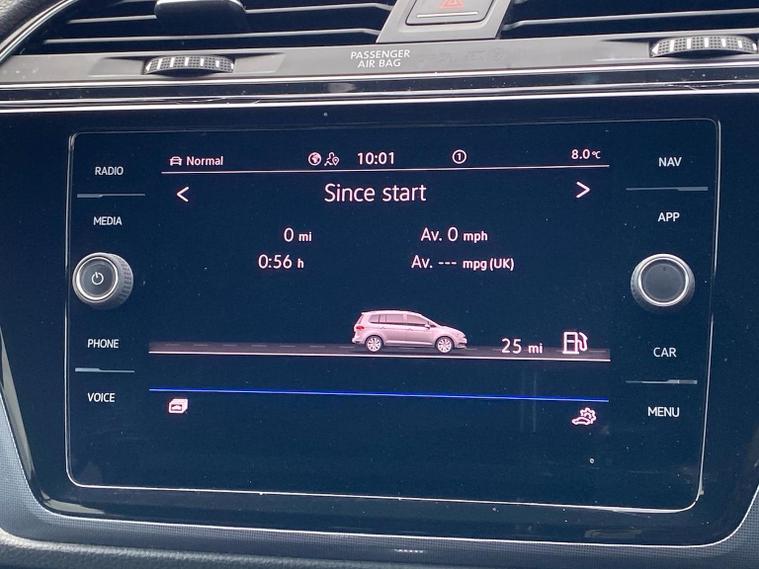 PASSENGER
AIR BAG
RADIO
MEDIA
PHONE
VOICE
Normal 10:01 1 8.0°C
< Since start >
0 mi Av. 0 mph
0:56 h Av. --- mpg (UK)
25 mi
NAV
APP
CAR
MENU